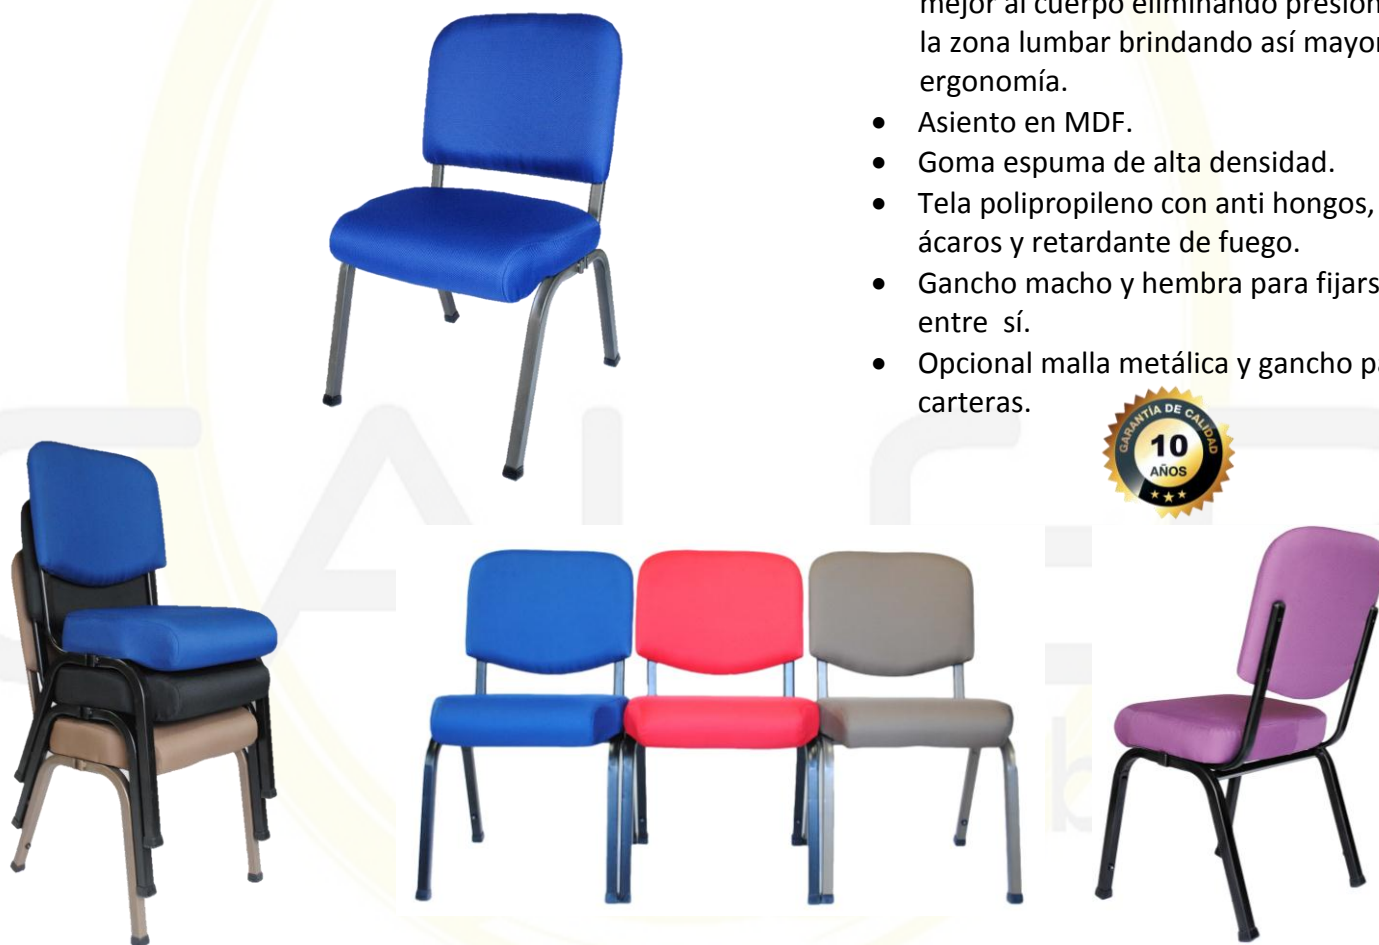 mejor al cuerpo eliminando presión
la zona lumbar brindando así mayor
ergonomía.
• Asiento en MDF.
• Goma espuma de alta densidad.
• Tela polipropileno con anti hongos,
ácaros y retardante de fuego.
• Gancho macho y hembra para fijars
entre sí.
• Opcional malla metálica y gancho pa
carteras.
GARANTÍA DE CALIDAD
10
AÑOS